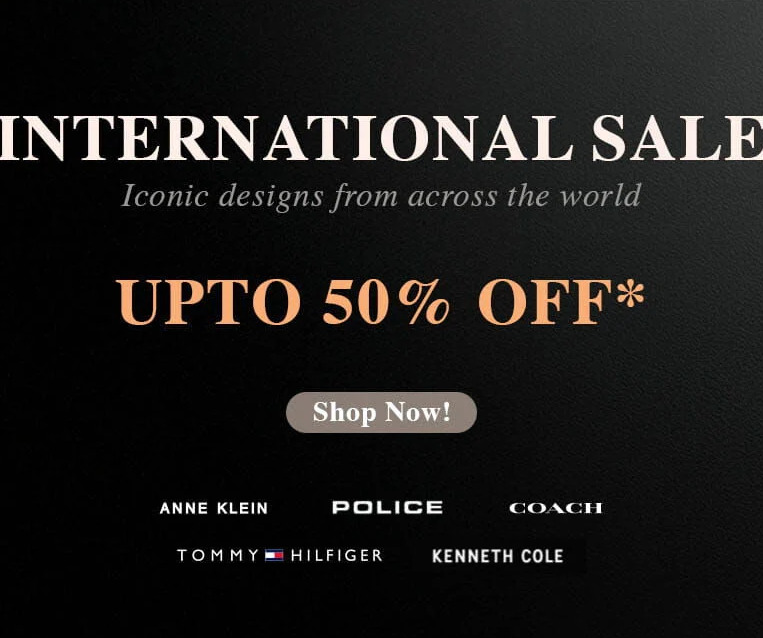 INTERNATIONAL SALE
Iconic designs from across the world
UPTO 50% OFF*
Shop Now!
ANNE KLEIN POLICE COACH
TOMMY HILFIGER KENNETH COLE